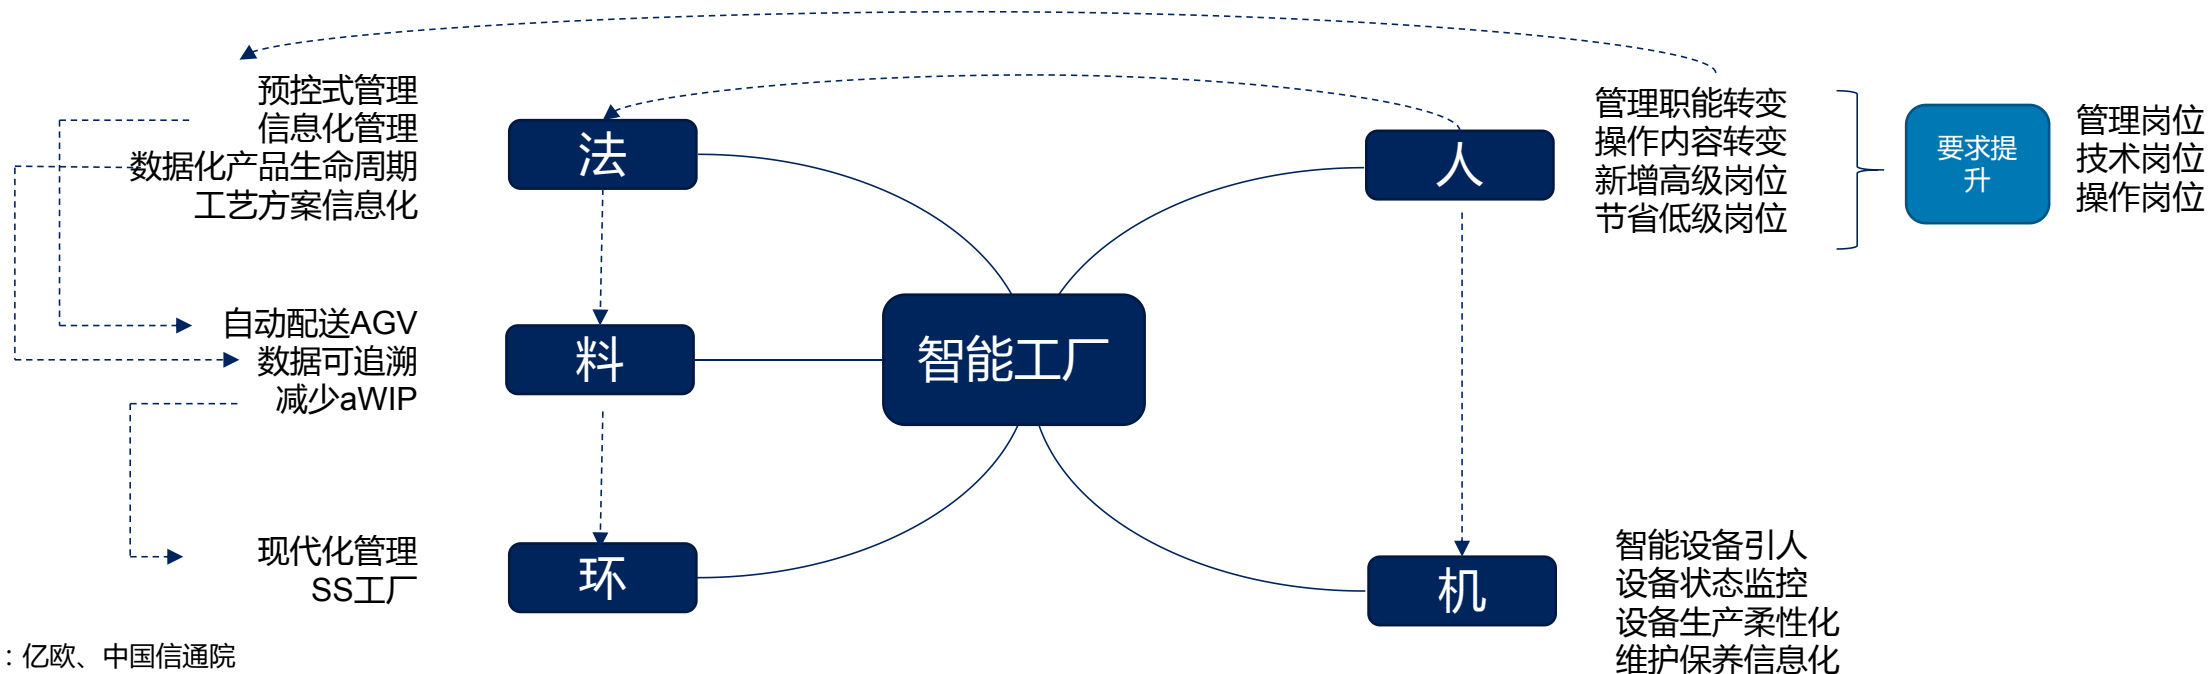 预控式管理
信息化管理
数据化产品生命周期
工艺方案信息化
法
人
管理职能转变
操作内容转变
新增高级岗位
节省低级岗位
要求提
升
管理岗位
技术岗位
操作岗位
自动配送AGV
数据可追溯
减少aWIP
料
智能工厂
现代化管理
SS工厂
环
机
智能设备引人
设备状态监控
设备生产柔性化
维护保养信息化
：亿欧、中国信通院